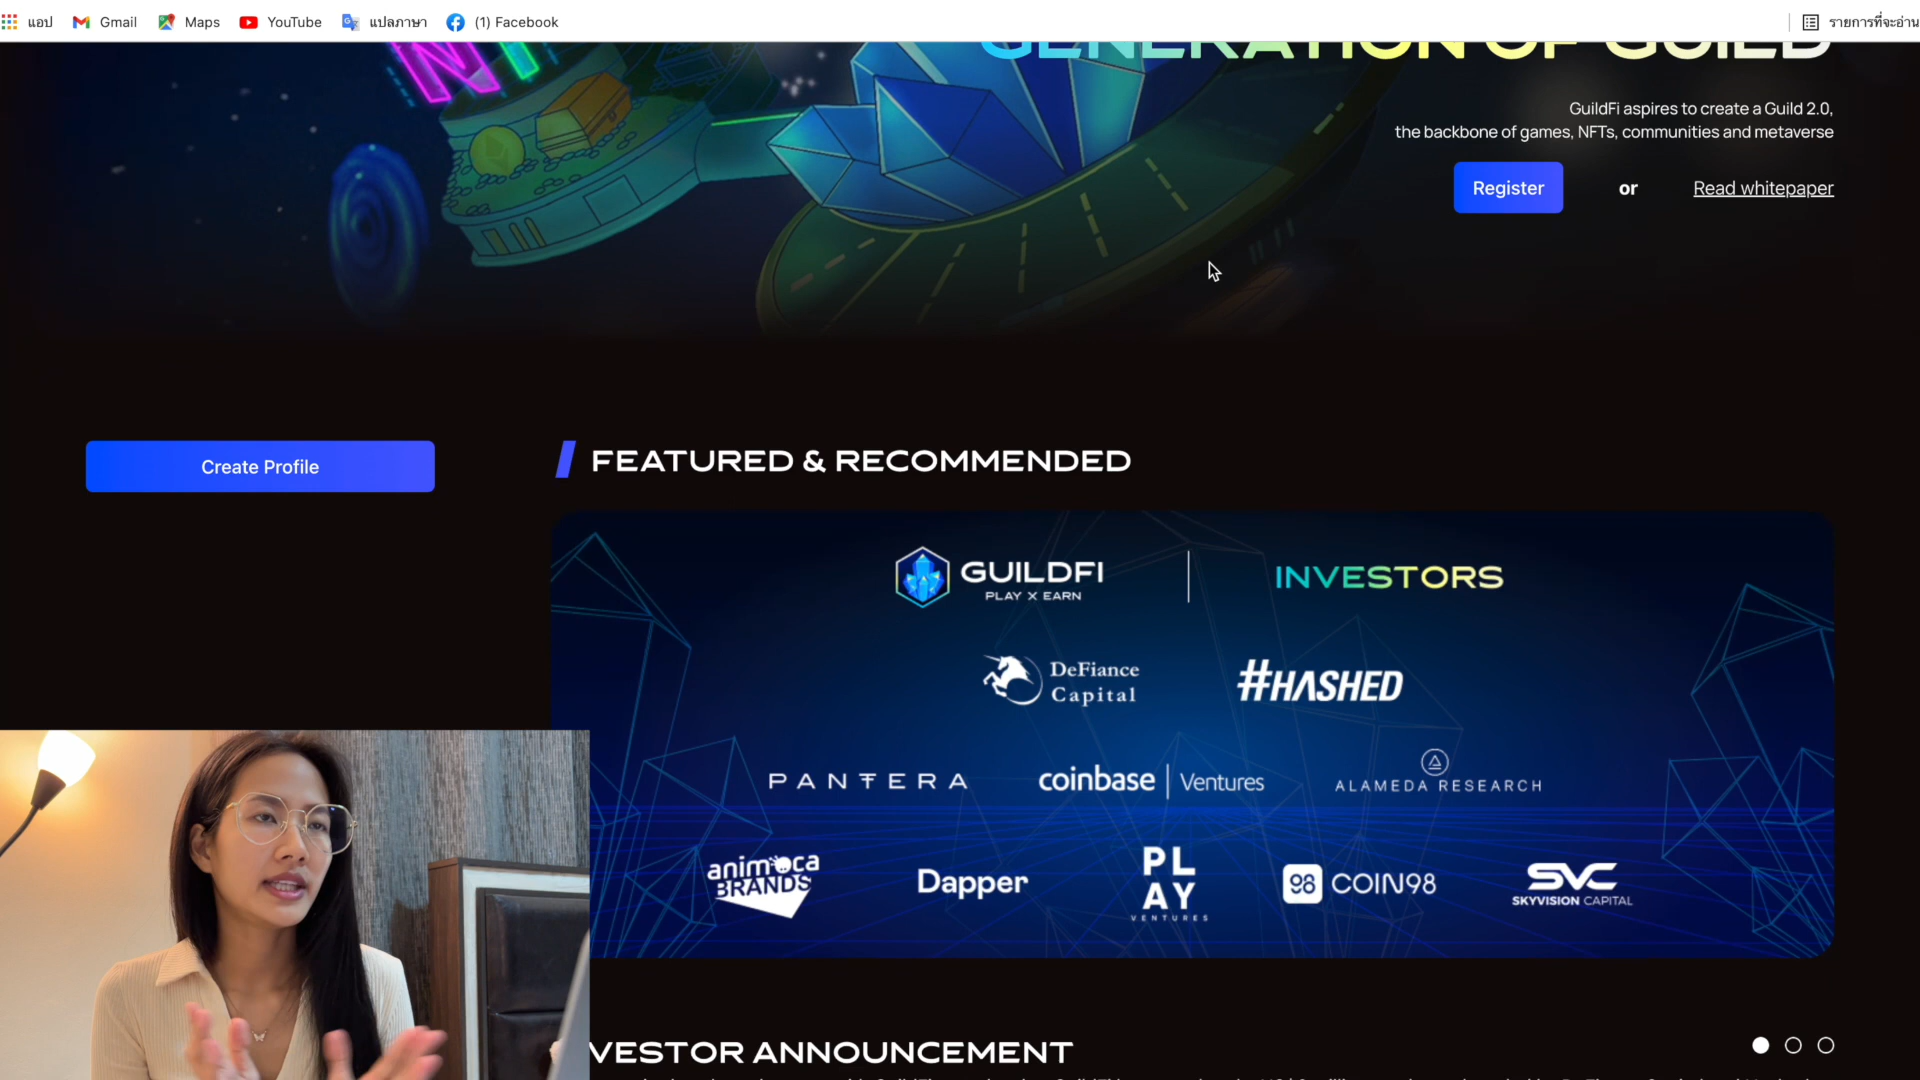 แอป Gmail Maps YouTube แปลภาษา (1) Facebook รายการที่จะอ่าน
GENERATION OF GUILD
GuildFi aspires to create a Guild 2.0,
the backbone of games, NFTs, communities and metaverse
Register or Read whitepaper
Create Profile
FEATURED & RECOMMENDED
GUILDFI
PLAY X EARN
INVESTORS
DeFiance
Capital
#HASHED
PANTERA
coinbase | Ventures
ALAMEDA RESEARCH
animoca
BRANDS
Dapper
PL
AY
VENTURES
98 COIN98
SVC
SKYVISION CAPITAL
VESTOR ANNOUNCEMENT